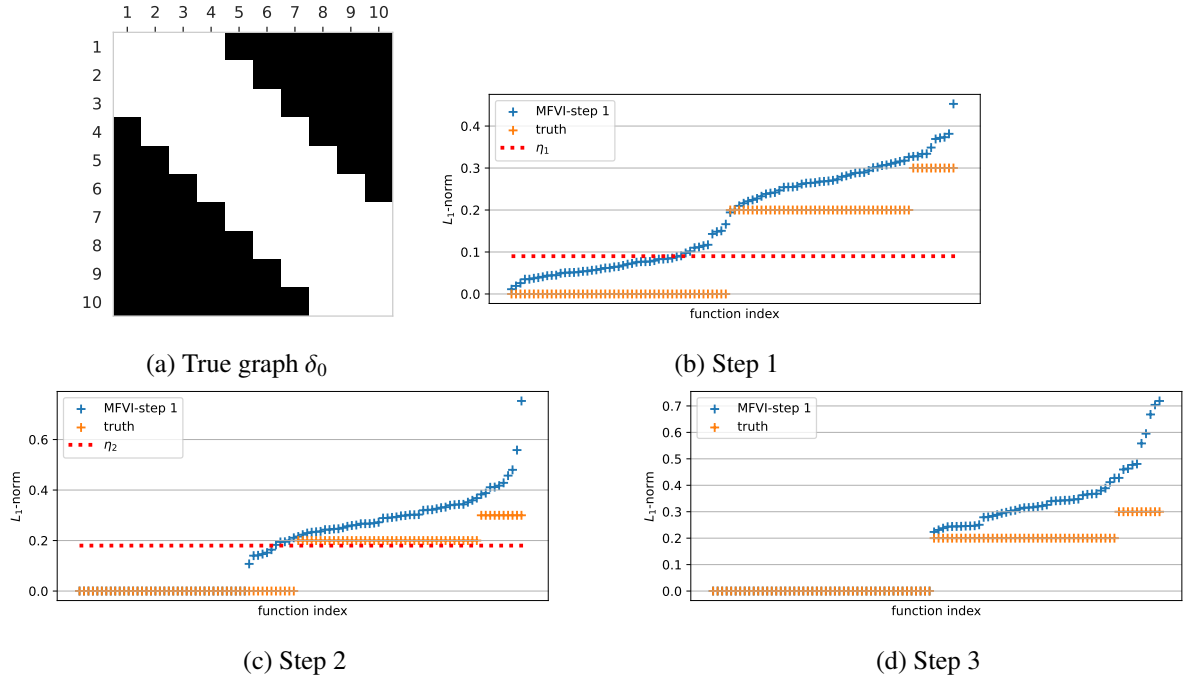 1 2 3 4 5 6 7 8 9 10
1
2
3
4
5
6
7
8
9
10
(a) True graph δ₀
MFVI-step 1
truth
η₁
0.4
0.3
0.2
0.1
0.0
L₁-norm
function index
(b) Step 1
MFVI-step 1
truth
η₂
0.6
0.4
0.2
0.0
L₁-norm
function index
(c) Step 2
MFVI-step 1
truth
0.7
0.6
0.5
0.4
0.3
0.2
0.1
0.0
L₁-norm
function index
(d) Step 3